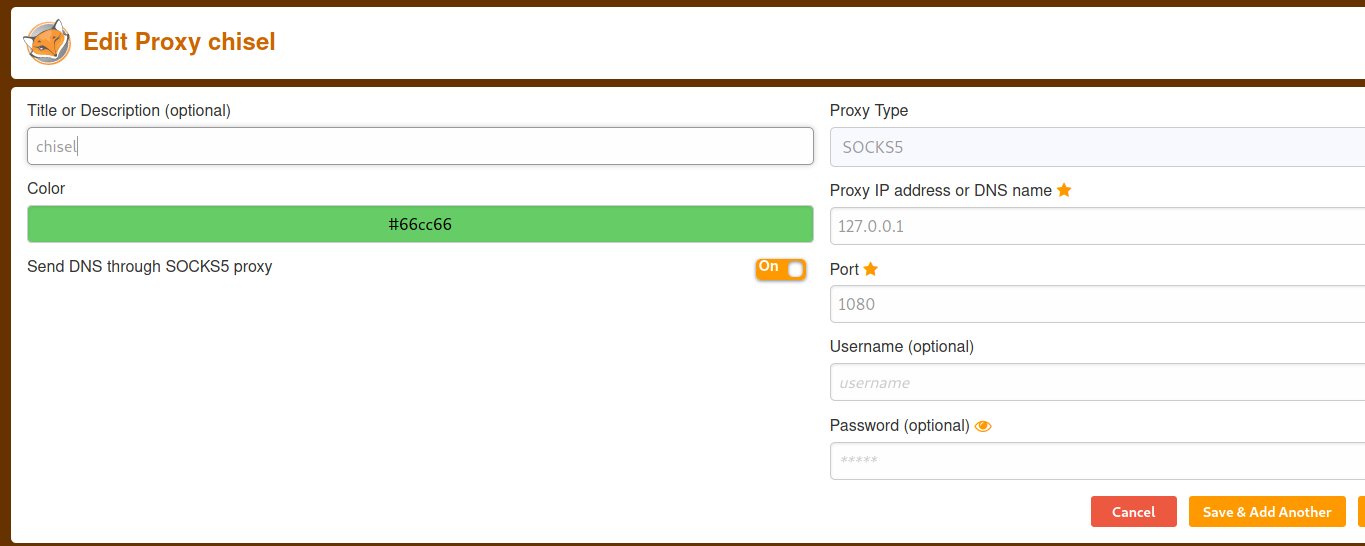 Edit Proxy chisel
Title or Description (optional)
chisel
Color
#66cc66
Send DNS through SOCKS5 proxy
On
Proxy Type
SOCKS5
Proxy IP address or DNS name
127.0.0.1
Port
1080
Username (optional)
username
Password (optional)
*****
Cancel
Save & Add Another